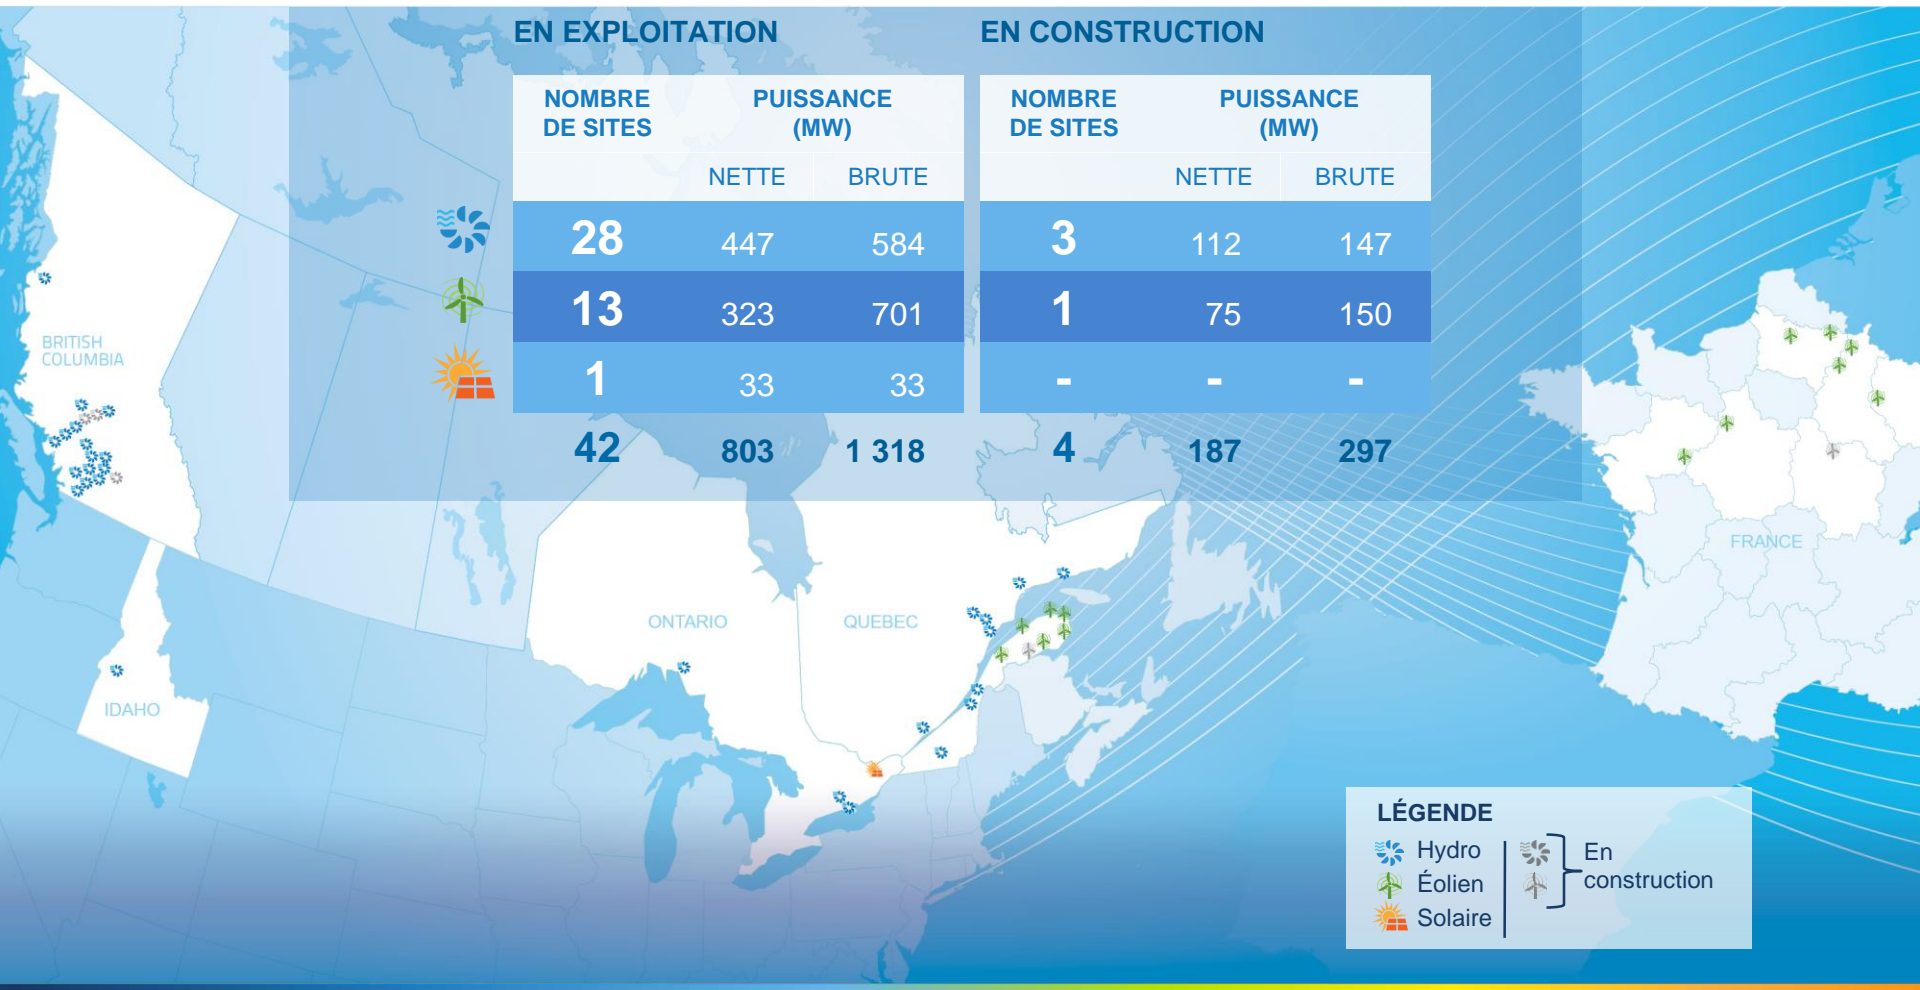 EN EXPLOITATION EN CONSTRUCTION
NOMBRE DE SITES PUISSANCE (MW) NOMBRE DE SITES PUISSANCE (MW)
NETTE BRUTE NETTE BRUTE
28 447 584 3 112 147
13 323 701 1 75 150
1 33 33 - - -
42 803 1 318 4 187 297
BRITISH
COLUMBIA
IDAHO
ONTARIO
QUEBEC
FRANCE
LÉGENDE
Hydro
Éolien
Solaire
En
construction